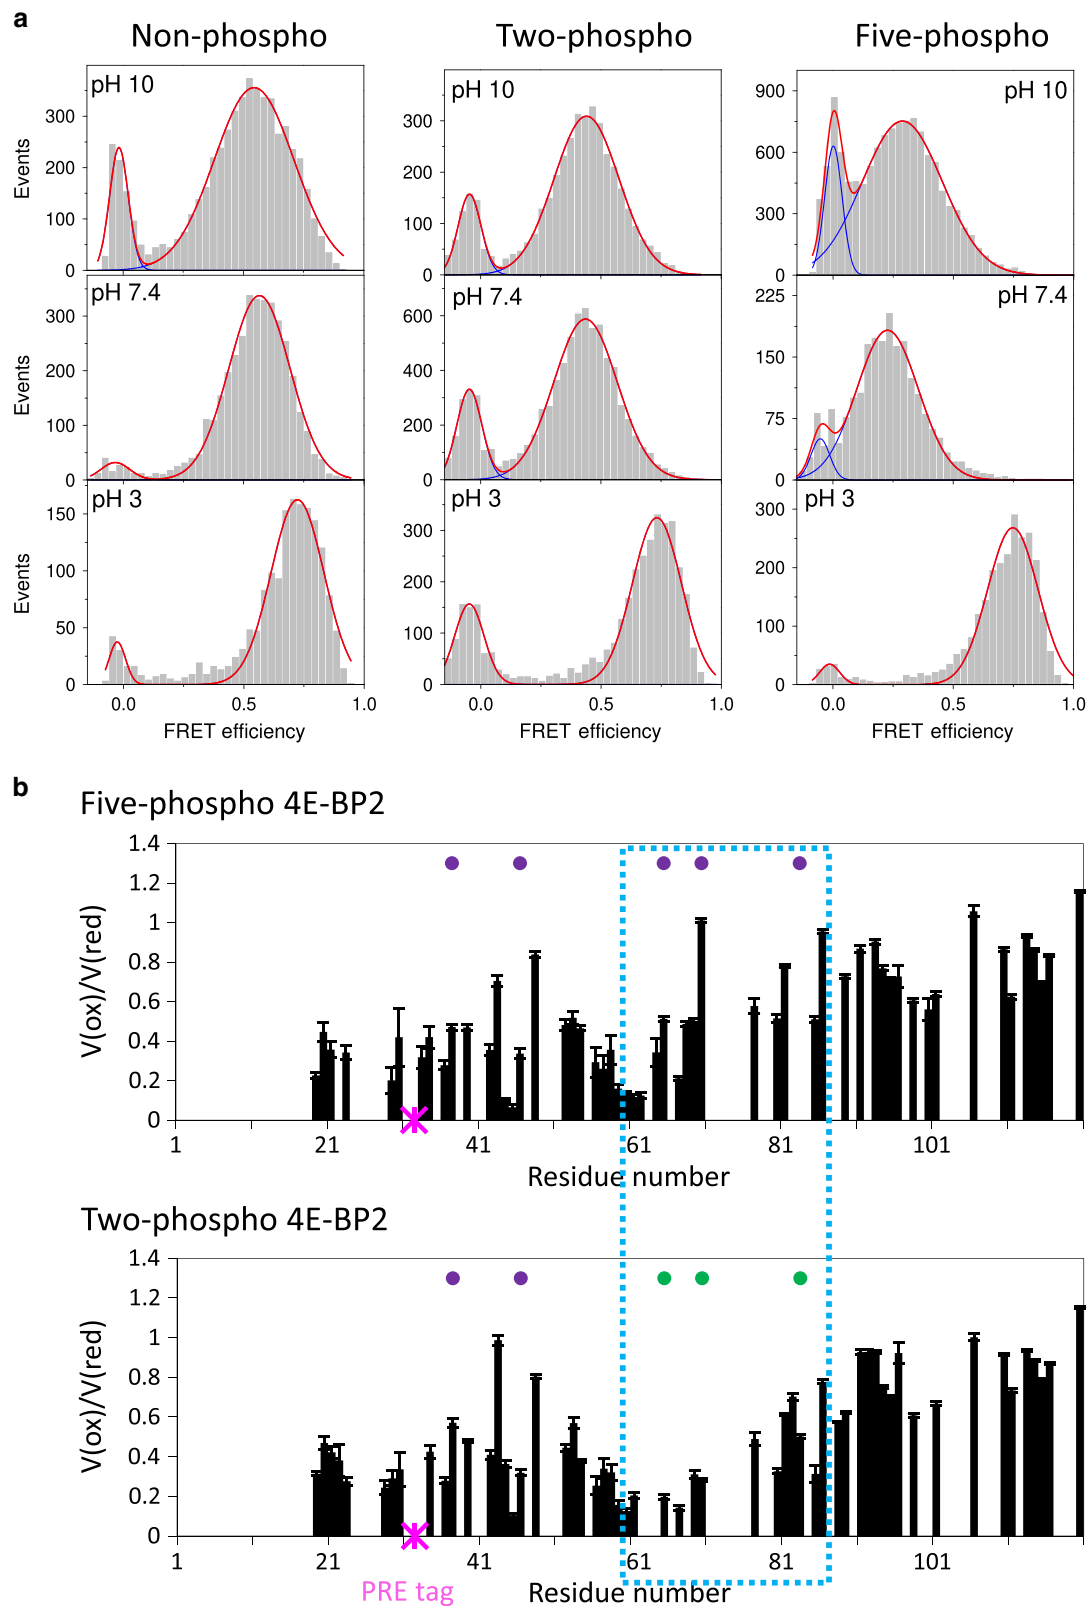 a
Non-phospho Two-phospho Five-phospho
pH 10 pH 10 pH 10
Events
300 300 900
200 200 600
100 100 300
0 0 0
pH 7.4 pH 7.4 pH 7.4
Events
300 600 225
200 400 150
100 200 75
0 0 0
pH 3 pH 3 pH 3
Events
150 300 300
100 200 200
50 100 100
0 0 0
0.0 0.5 1.0 0.0 0.5 1.0 0.0 0.5 1.0
FRET efficiency FRET efficiency FRET efficiency
b
Five-phospho 4E-BP2
V(ox)/V(red)
1.4
1.2
1
0.8
0.6
0.4
0.2
0
1 21 41 61 81 101
Residue number
Two-phospho 4E-BP2
V(ox)/V(red)
1.4
1.2
1
0.8
0.6
0.4
0.2
0
1 21 41 61 81 101
PRE tag Residue number